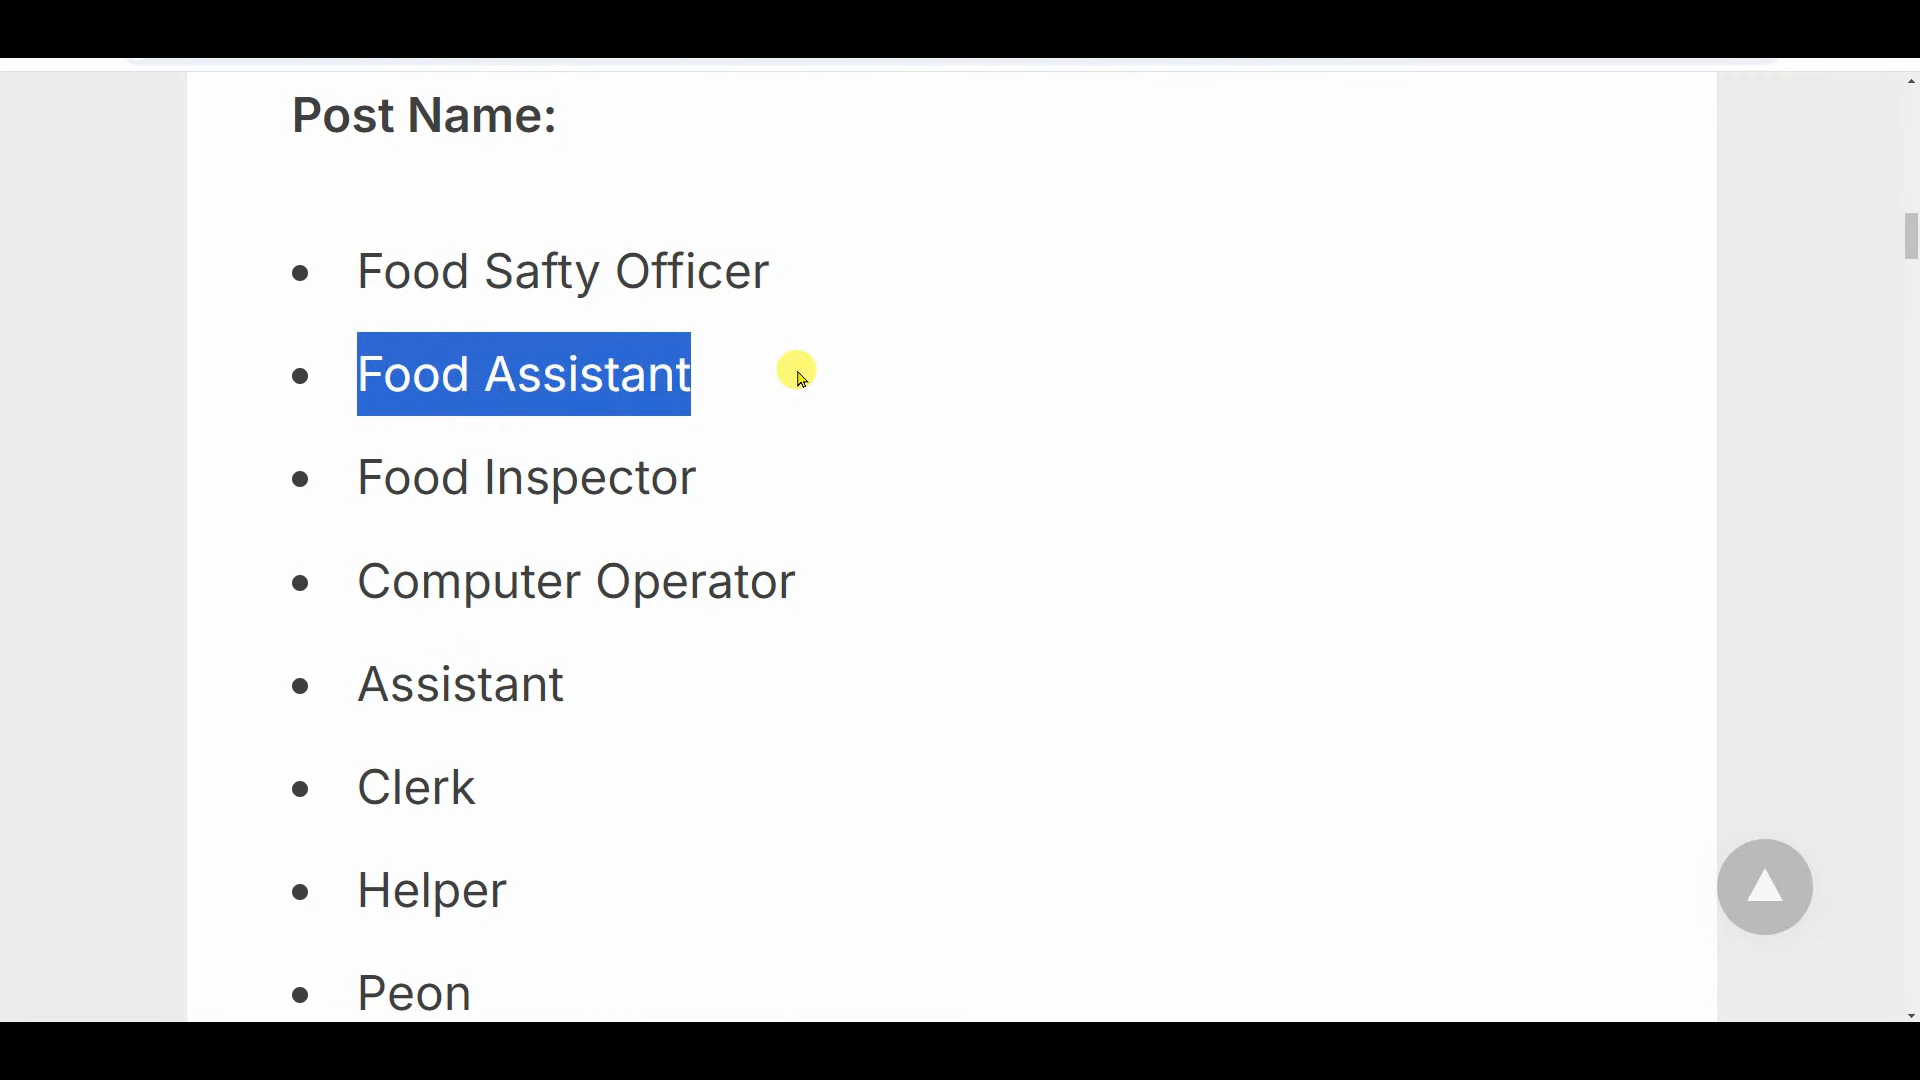 Post Name:
Food Safty Officer
Food Assistant
Food Inspector
Computer Operator
Assistant
Clerk
Helper
Peon